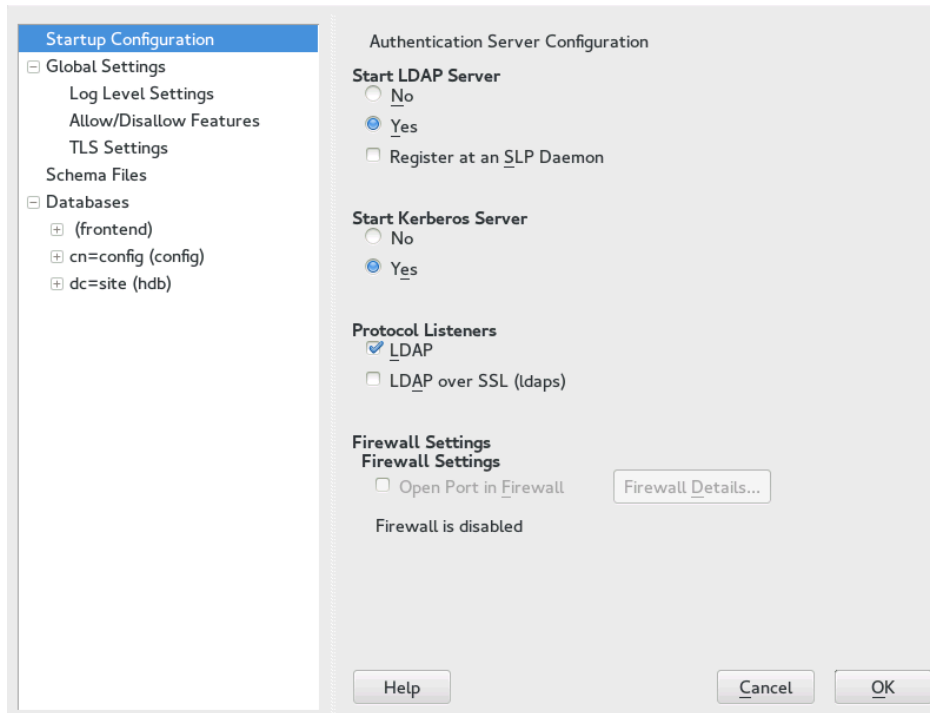 Startup Configuration
Global Settings
Log Level Settings
Allow/Disallow Features
TLS Settings
Schema Files
Databases
(frontend)
cn=config (config)
dc=site (hdb)
Authentication Server Configuration
Start LDAP Server
No
Yes
Register at an SLP Daemon
Start Kerberos Server
No
Yes
Protocol Listeners
LDAP
LDAP over SSL (ldaps)
Firewall Settings
Firewall Settings
Open Port in Firewall
Firewall Details...
Firewall is disabled
Help
Cancel
OK